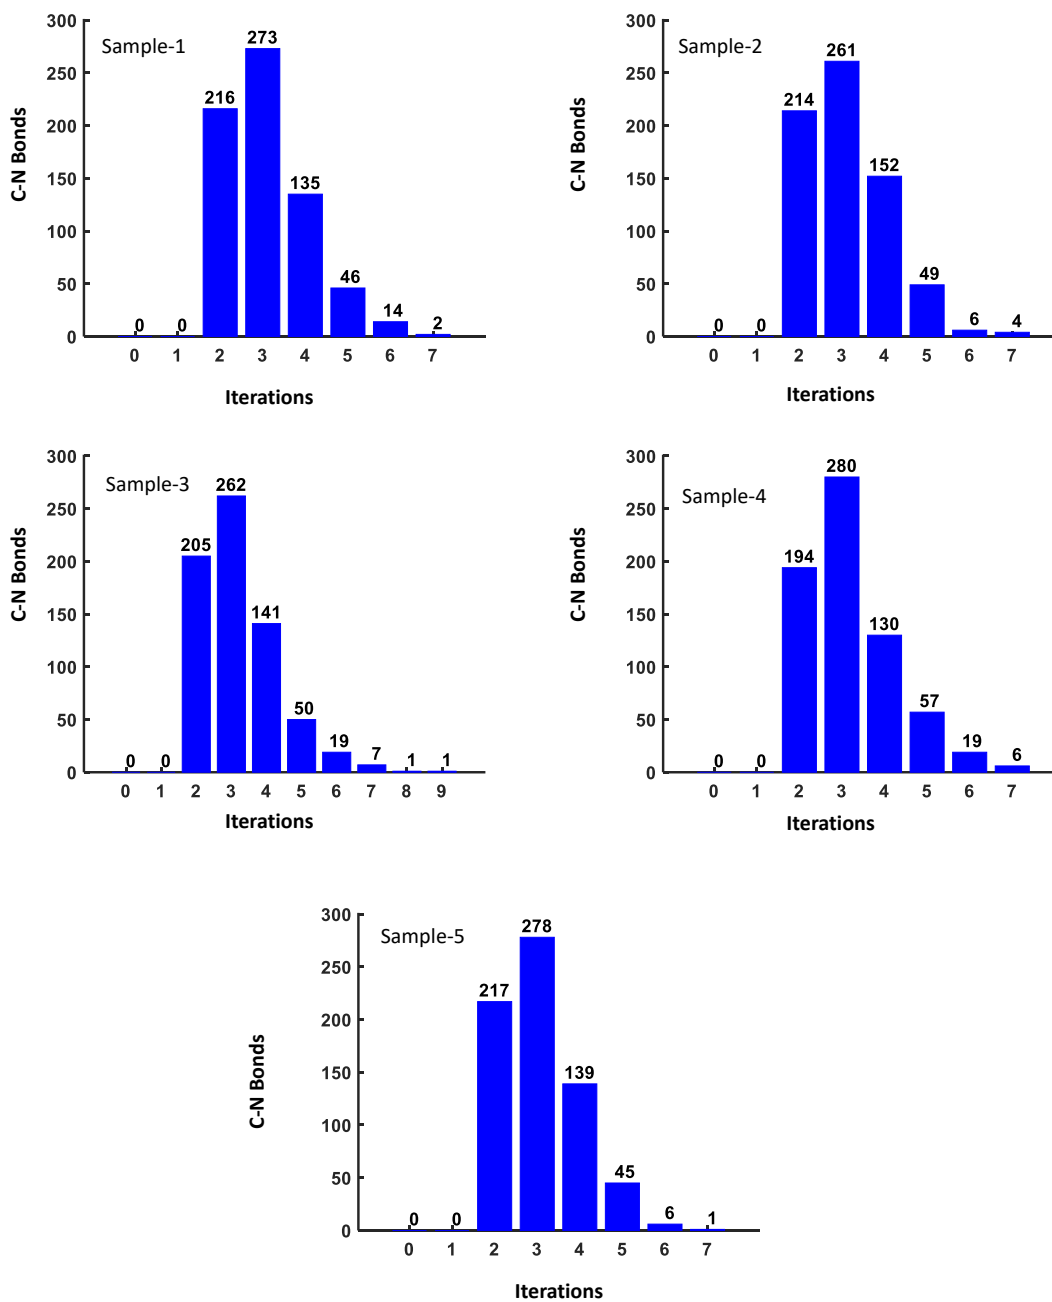 Sample-1
C-N Bonds
300
250
200
150
100
50
0
0 0 216 273 135 46 14 2
0 1 2 3 4 5 6 7
Iterations
Sample-2
C-N Bonds
300
250
200
150
100
50
0
0 0 214 261 152 49 6 4
0 1 2 3 4 5 6 7
Iterations
Sample-3
C-N Bonds
300
250
200
150
100
50
0
0 0 205 262 141 50 19 7 1 1
0 1 2 3 4 5 6 7 8 9
Iterations
Sample-4
C-N Bonds
300
250
200
150
100
50
0
0 0 194 280 130 57 19 6
0 1 2 3 4 5 6 7
Iterations
Sample-5
C-N Bonds
300
250
200
150
100
50
0
0 0 217 278 139 45 6 1
0 1 2 3 4 5 6 7
Iterations